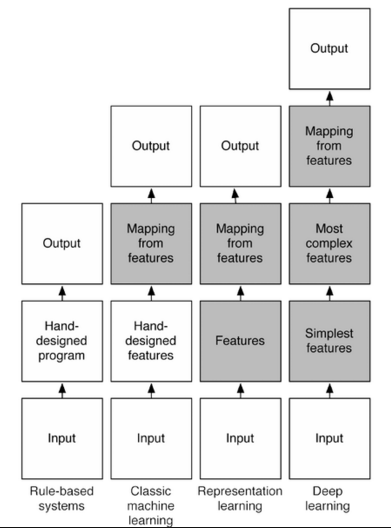 Output
Mapping
from
features
Most
complex
features
Simplest
features
Input
Deep
learning
Output
Mapping
from
features
Features
Input
Representation
learning
Output
Mapping
from
features
Hand-
designed
features
Input
Classic
machine
learning
Output
Hand-
designed
program
Input
Rule-based
systems